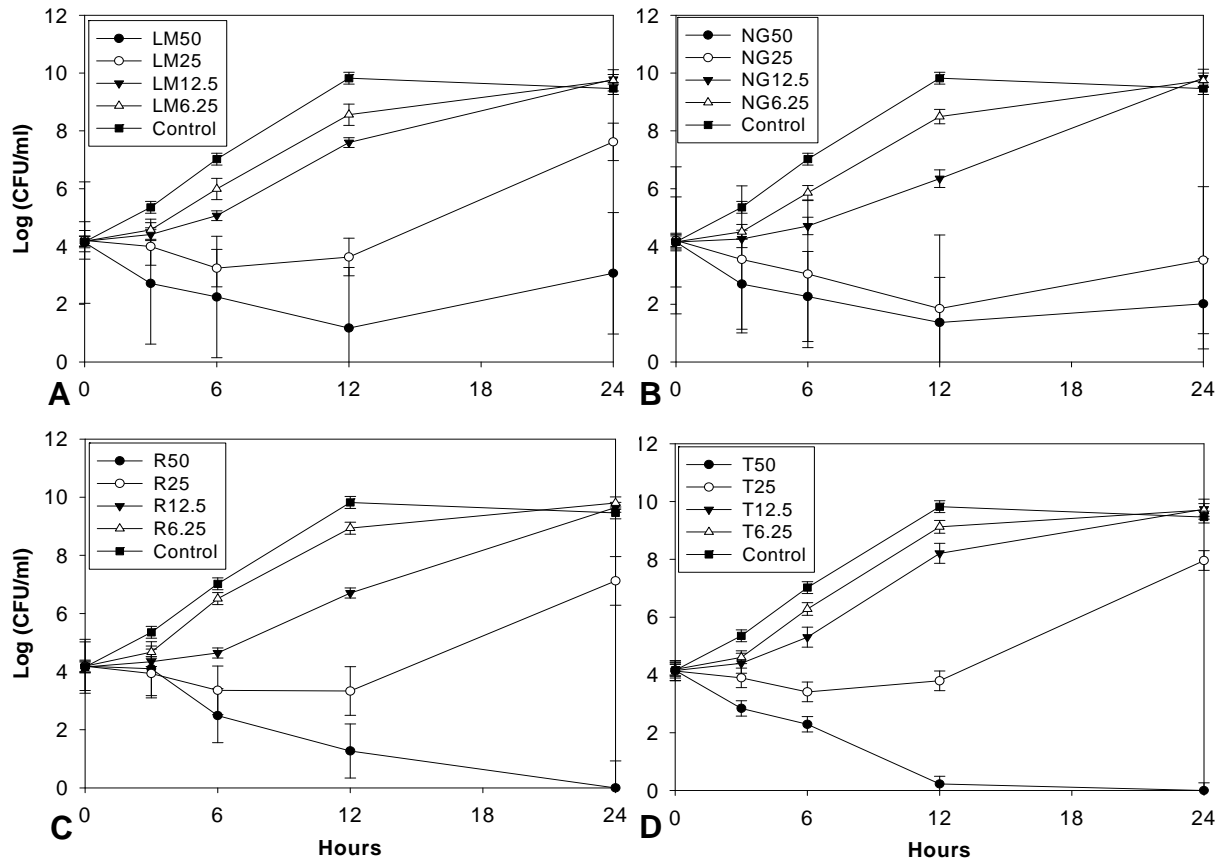 12
10
8
6
4
2
0
Log (CFU/ml)
LM50
LM25
LM12.5
LM6.25
Control
0 6 12 18 24
A
12
10
8
6
4
2
0
NG50
NG25
NG12.5
NG6.25
Control
0 6 12 18 24
B
12
10
8
6
4
2
0
Log (CFU/ml)
R50
R25
R12.5
R6.25
Control
0 6 12 18 24
C
Hours
12
10
8
6
4
2
0
T50
T25
T12.5
T6.25
Control
0 6 12 18 24
D
Hours